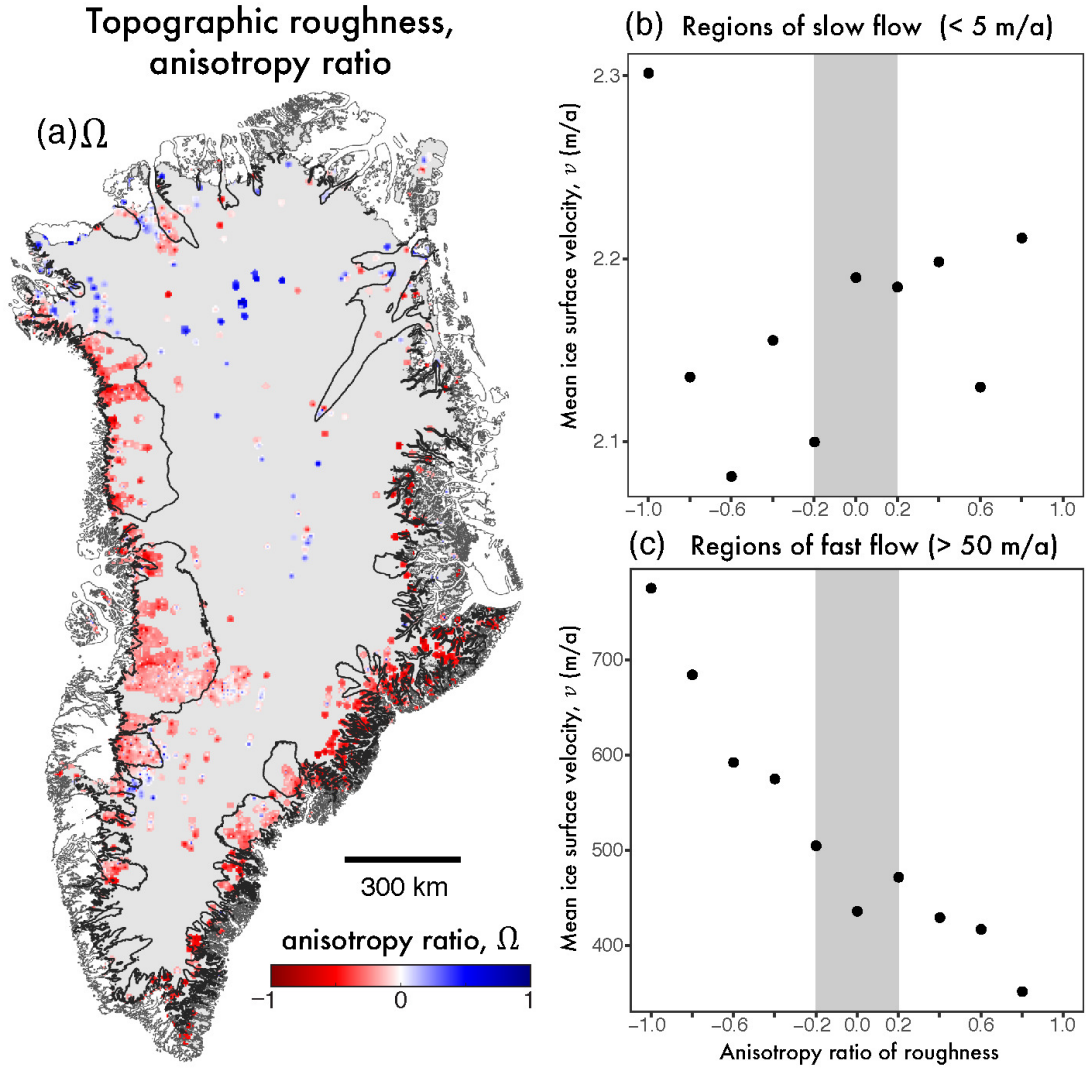 Topographic roughness,
anisotropy ratio
(a) Ω
300 km
anisotropy ratio, Ω
−1 0 1
(b) Regions of slow flow (< 5 m/a)
Mean ice surface velocity, v (m/a)
2.3
2.2
2.1
−1.0 −0.6 −0.2 0.0 0.2 0.6 1.0
(c) Regions of fast flow (> 50 m/a)
Mean ice surface velocity, v (m/a)
700
600
500
400
−1.0 −0.6 −0.2 0.0 0.2 0.6 1.0
Anisotropy ratio of roughness